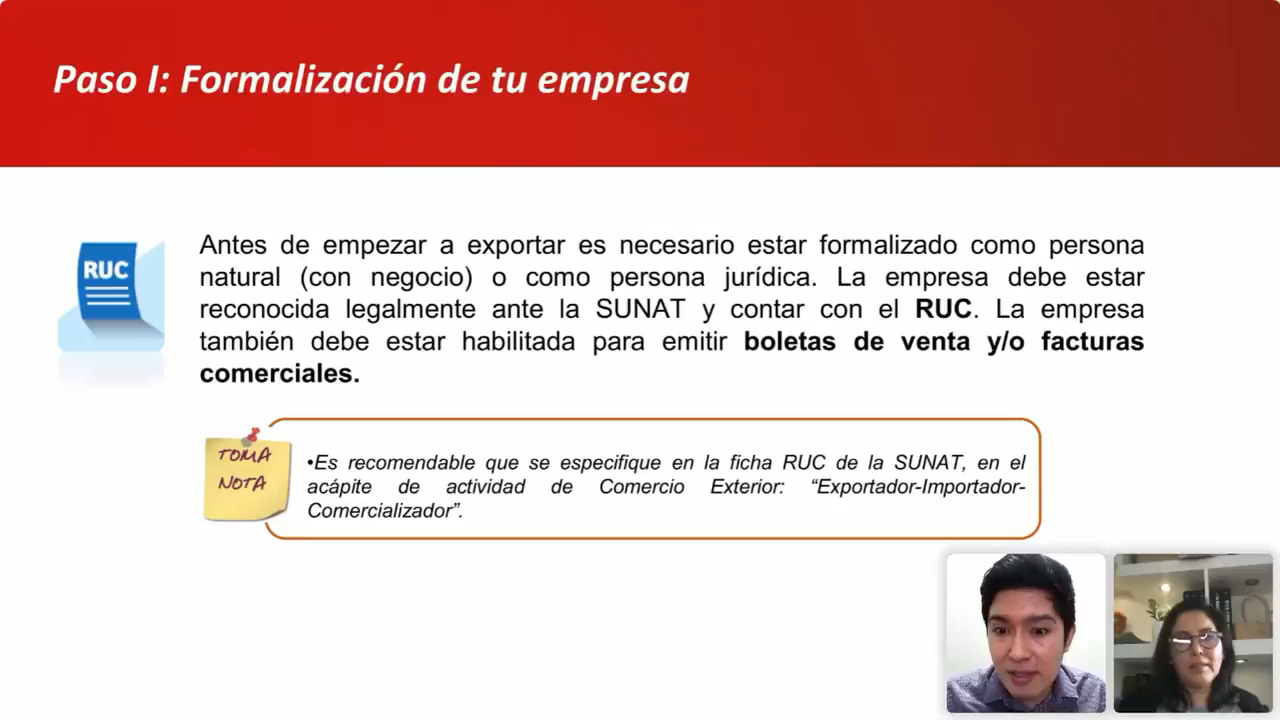 Paso I: Formalización de tu empresa
RUC
Antes de empezar a exportar es necesario estar formalizado como persona
natural (con negocio) o como persona jurídica. La empresa debe estar
reconocida legalmente ante la SUNAT y contar con el RUC. La empresa
también debe estar habilitada para emitir boletas de venta y/o facturas
comerciales.
TOMA
NOTA
•Es recomendable que se especifique en la ficha RUC de la SUNAT, en el
acápite de actividad de Comercio Exterior: “Exportador-Importador-
Comercializador”.